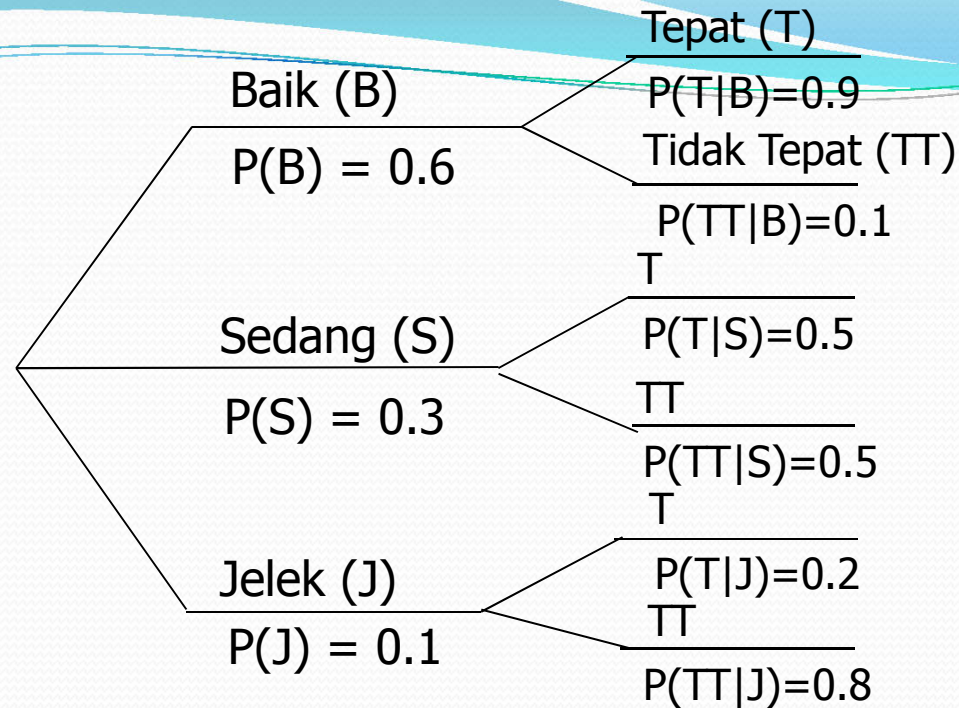 Tepat (T)
P(T|B)=0.9
Baik (B)
P(B) = 0.6
Tidak Tepat (TT)
P(TT|B)=0.1
T
P(T|S)=0.5
Sedang (S)
P(S) = 0.3
TT
P(TT|S)=0.5
T
P(T|J)=0.2
Jelek (J)
P(J) = 0.1
TT
P(TT|J)=0.8